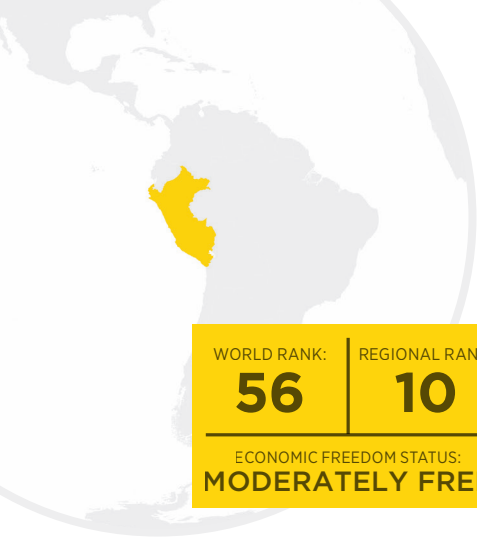 WORLD RANK:
REGIONAL RAN
56
10
ECONOMIC FREEDOM STATUS:
MODERATELY FRE